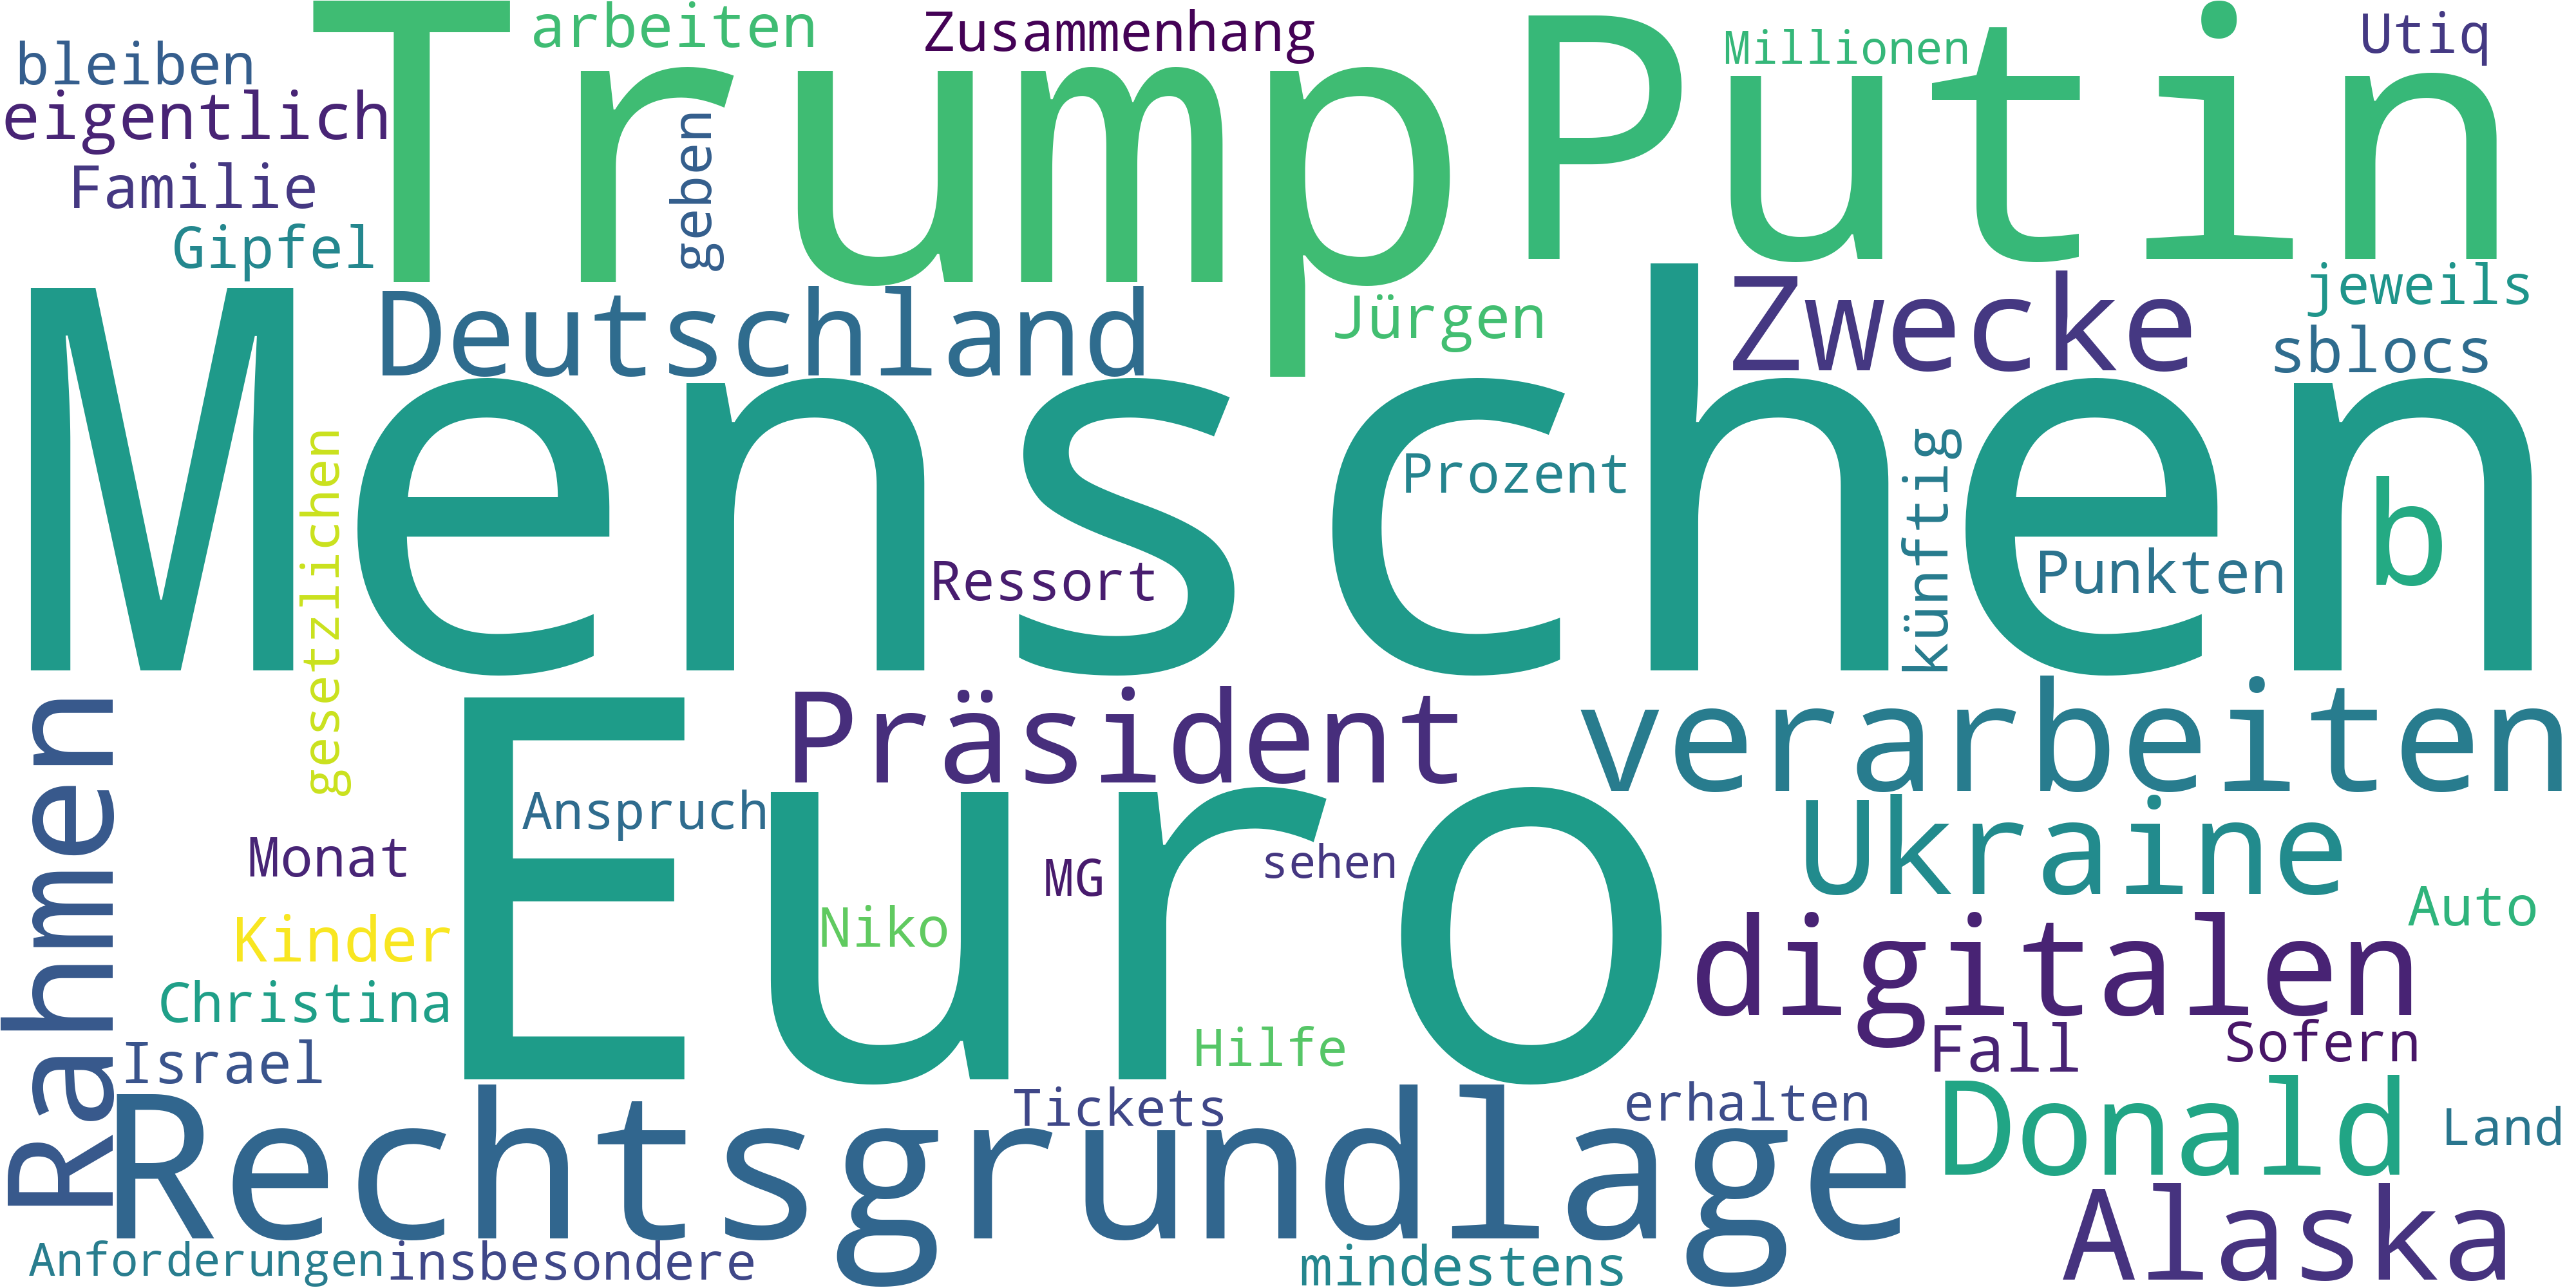 Trump
Putin
arbeiten
Zusammenhang
Millionen
Utiq
bleiben
eigentlich
Familie
geben
Gipfel
Deutschland
Jürgen
Zwecke
jeweils
sblocs
Menschen
gesetzlichen
Prozent
künftig
b
Ressort
Punkten
Rahmen
Präsident
verarbeiten
Euro
Anspruch
Ukraine
Monat
MG
sehen
Kinder
Niko
Auto
digitalen
Christina
Israel
Hilfe
Fall
Sofern
Rechtsgrundlage
Tickets
erhalten
Donald
Land
Alaska
Anforderungen
insbesondere
mindestens